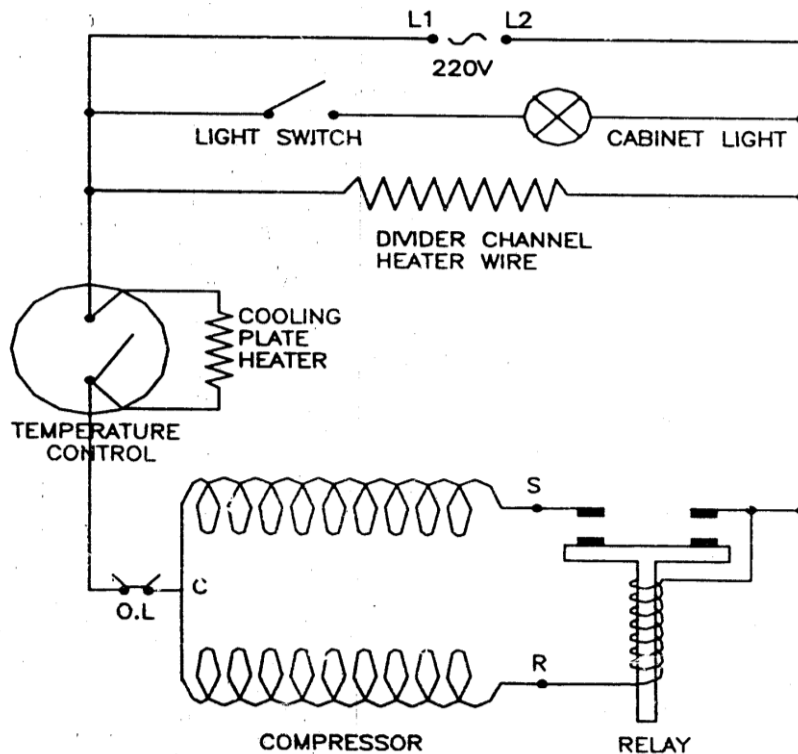 L1 L2
220V
LIGHT SWITCH
CABINET LIGHT
DIVIDER CHANNEL
HEATER WIRE
COOLING
PLATE
HEATER
TEMPERATURE
CONTROL
S
C
O.L
R
COMPRESSOR
RELAY